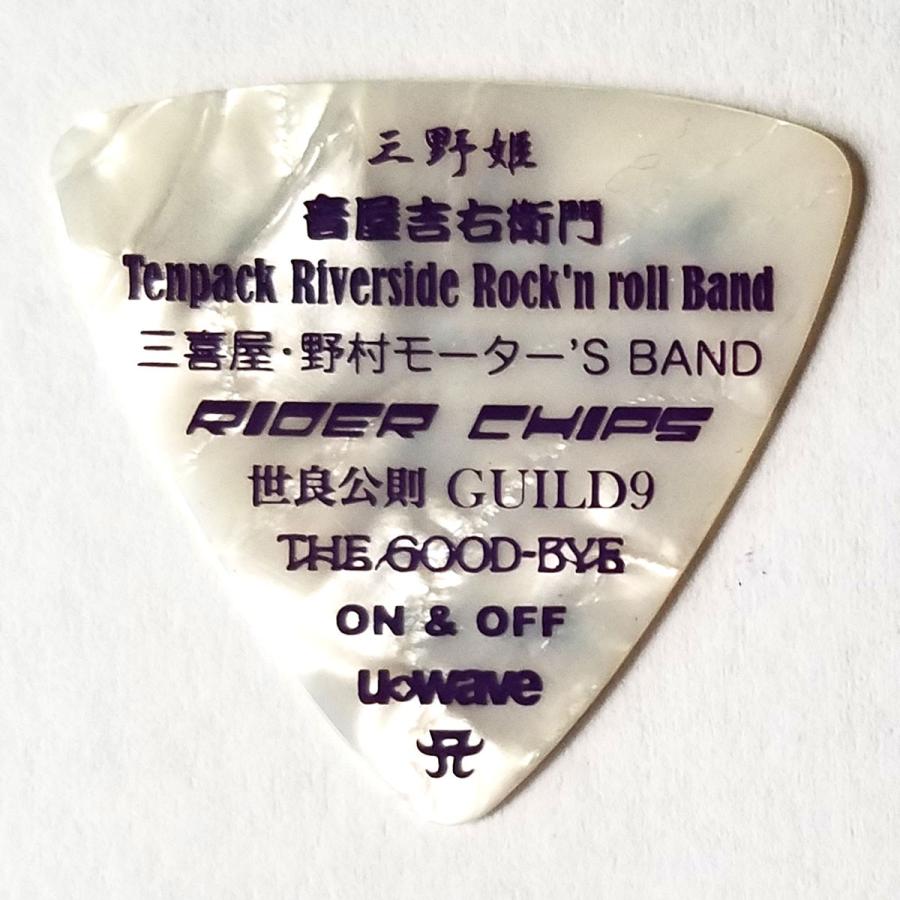 三野姫
音屋吉右衛門
Tenpack Riverside Rock'n roll Band
三喜屋・野村モーター'S BAND
RIDER CHIPS
世良公則 GUILD9
THE GOOD-BYE
ON & OFF
u◇wave